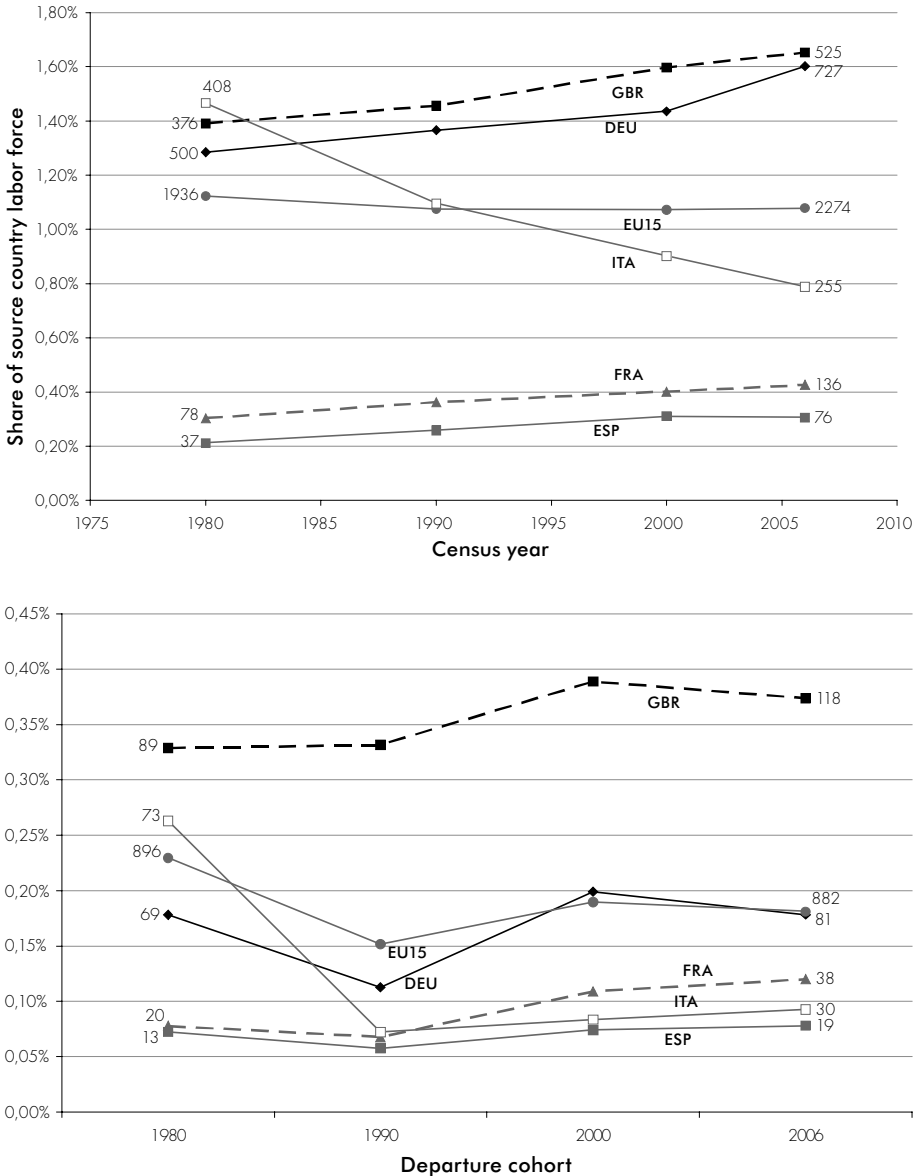 1,80%
1,60%
1,40%
1,20%
1,00%
0,80%
0,60%
0,40%
0,20%
0,00%
Share of source country labor force
408
376
500
1936
78
37
GBR
DEU
EU15
ITA
FRA
ESP
525
727
2274
255
136
76
1975 1980 1985 1990 1995 2000 2005 2010
Census year
0,45%
0,40%
0,35%
0,30%
0,25%
0,20%
0,15%
0,10%
0,05%
0,00%
89
73
896
69
20
13
GBR
EU15
DEU
FRA
ITA
ESP
118
882
81
38
30
19
1980 1990 2000 2006
Departure cohort